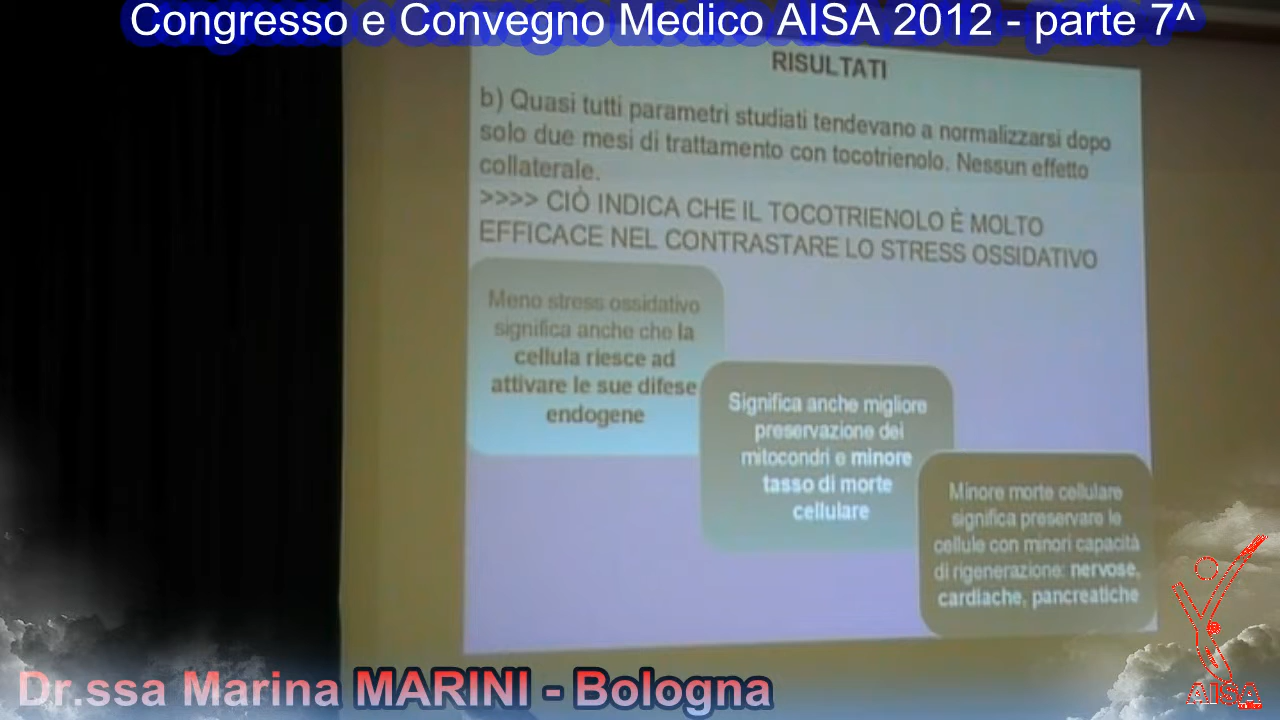 Congresso e Convegno Medico AISA 2012 - parte 7^
RISULTATI
b) Quasi tutti parametri studiati tendevano a normalizzarsi dopo
solo due mesi di trattamento con tocotrienolo. Nessun effetto
collaterale.
>>>> CIÒ INDICA CHE IL TOCOTRIENOLO È MOLTO
EFFICACE NEL CONTRASTARE LO STRESS OSSIDATIVO
Meno stress ossidativo
significa anche che la
cellula riesce ad
attivare le sue difese
endogene
Significa anche migliore
preservazione dei
mitocondri e minore
tasso di morte
cellulare
Minore morte cellulare
significa preservare le
cellule con minori capacità
di rigenerazione: nervose,
cardiache, pancreatiche
AISA
Dr.ssa Marina MARINI - Bologna